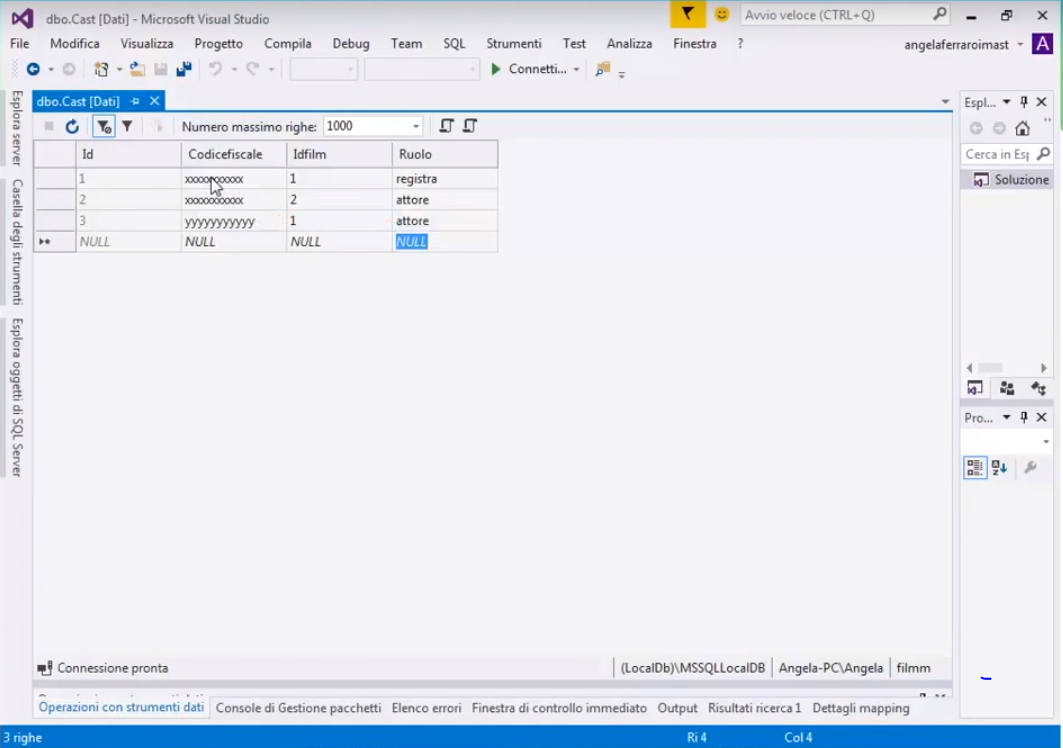 dbo.Cast [Dati] - Microsoft Visual Studio
Avvio veloce (CTRL+Q)
File Modifica Visualizza Progetto Compila Debug Team SQL Strumenti Test Analizza Finestra ?
angelaferraroimast
A
Connetti...
dbo.Cast [Dati]
Numero massimo righe: 1000
Id Codicefiscale Idfilm Ruolo
1 xxxxxxxxxxx 1 registra
2 xxxxxxxxxxx 2 attore
3 yyyyyyyyyyy 1 attore
NULL NULL NULL NULL
Esplora server
Casella degli strumenti
Esplora oggetti di SQL Server
Espl...
Cerca in Esp
Soluzione
Pro...
Connessione pronta
(LocalDb)\MSSQLLocalDB Angela-PC\Angela filmm
Operazioni con strumenti dati Console di Gestione pacchetti Elenco errori Finestra di controllo immediato Output Risultati ricerca 1 Dettagli mapping
3 righe Ri 4 Col 4